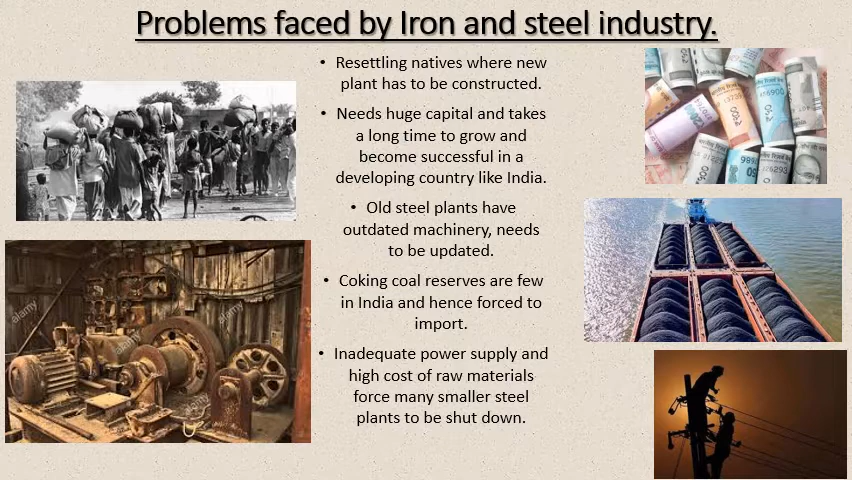 Problems faced by Iron and steel industry.
• Resettling natives where new
plant has to be constructed.
• Needs huge capital and takes
a long time to grow and
become successful in a
developing country like India.
• Old steel plants have
outdated machinery, needs
to be updated.
• Coking coal reserves are few
in India and hence forced to
import.
• Inadequate power supply and
high cost of raw materials
force many smaller steel
plants to be shut down.
alamy
alamy
alamy